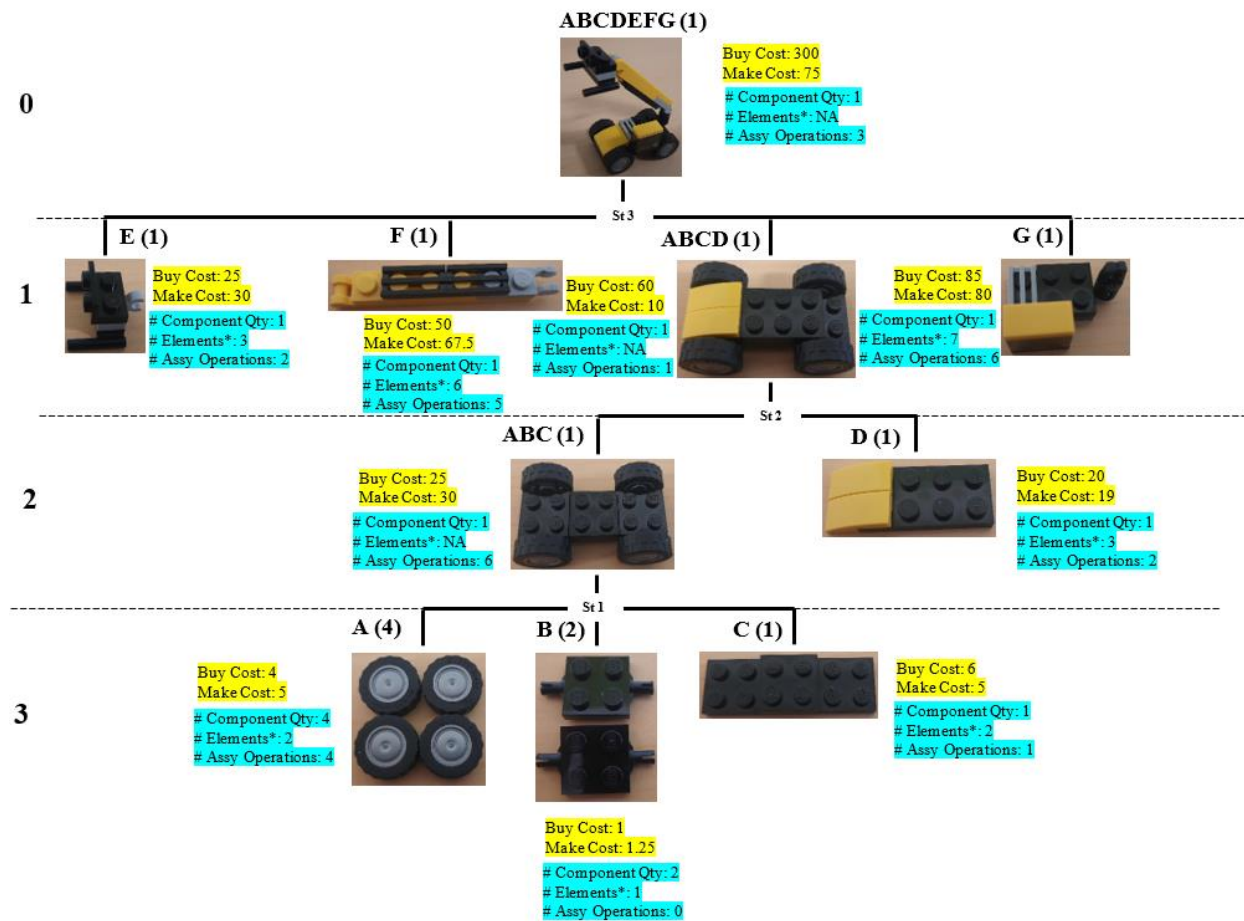 ABCDEFG (1)
Buy Cost: 300
Make Cost: 75
# Component Qty: 1
# Elements*: NA
# Assy Operations: 3
0
St 3
E (1)
F (1)
ABCD (1)
G (1)
1
Buy Cost: 25
Make Cost: 30
# Component Qty: 1
# Elements*: 3
# Assy Operations: 2
Buy Cost: 50
Make Cost: 67.5
# Component Qty: 1
# Elements*: 6
# Assy Operations: 5
Buy Cost: 60
Make Cost: 10
# Component Qty: 1
# Elements*: NA
# Assy Operations: 1
Buy Cost: 85
Make Cost: 80
# Component Qty: 1
# Elements*: 7
# Assy Operations: 6
St 2
ABC (1)
D (1)
2
Buy Cost: 25
Make Cost: 30
# Component Qty: 1
# Elements*: NA
# Assy Operations: 6
Buy Cost: 20
Make Cost: 19
# Component Qty: 1
# Elements*: 3
# Assy Operations: 2
St 1
A (4)
B (2)
C (1)
3
Buy Cost: 4
Make Cost: 5
# Component Qty: 4
# Elements*: 2
# Assy Operations: 4
Buy Cost: 1
Make Cost: 1.25
# Component Qty: 2
# Elements*: 1
# Assy Operations: 0
Buy Cost: 6
Make Cost: 5
# Component Qty: 1
# Elements*: 2
# Assy Operations: 1